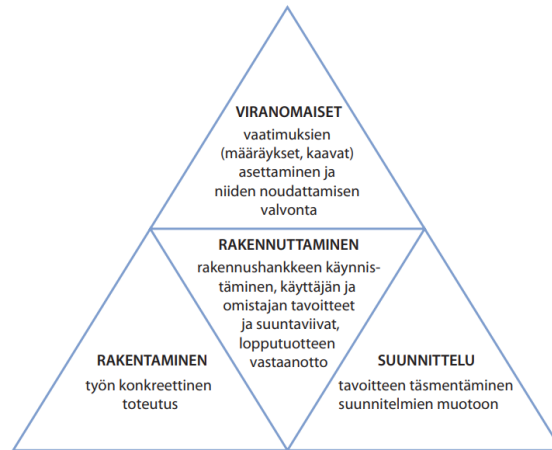 VIRANOMAISET
vaatimuksien
(määräykset, kaavat)
asettaminen ja
niiden noudattamisen
valvonta
RAKENNUTTAMINEN
rakennushankkeen käynnis-
täminen, käyttäjän ja
omistajan tavoitteet
ja suuntaviivat,
lopputuotteen
vastaanotto
RAKENTAMINEN
työn konkreettinen
toteutus
SUUNNITTELU
tavoitteen täsmentäminen
suunnitelmien muotoon